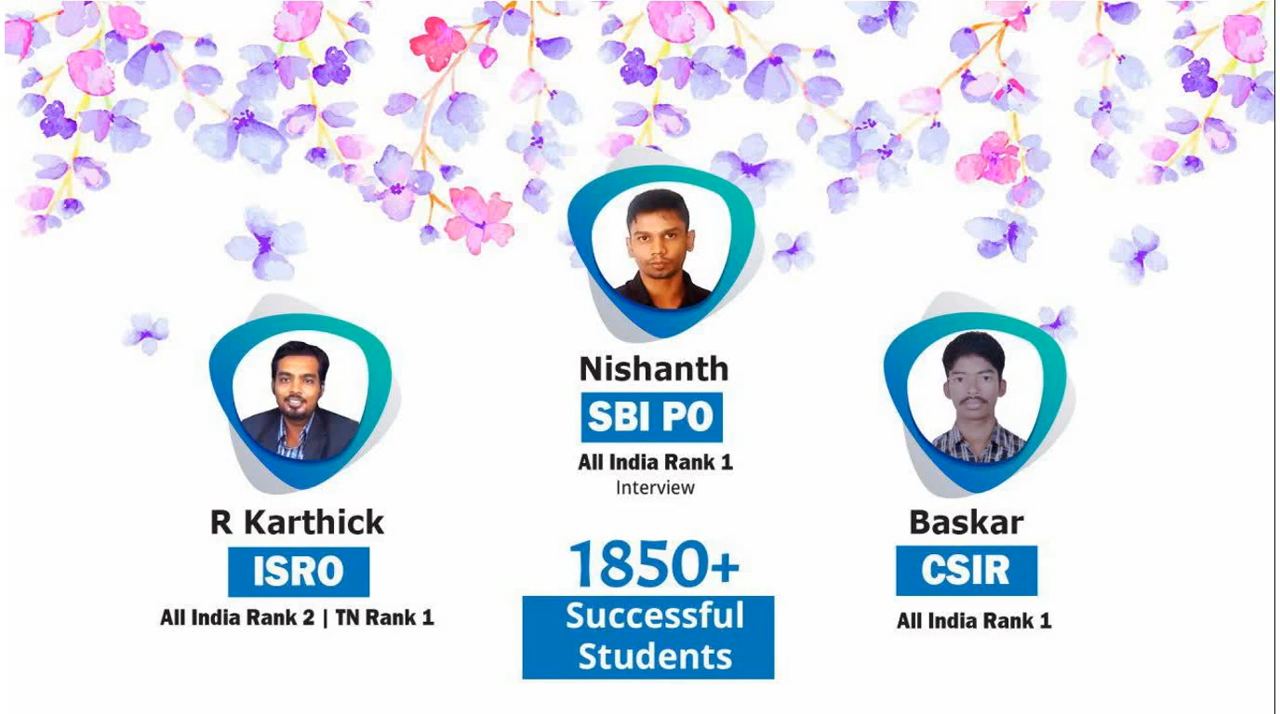 Nishanth
SBI PO
All India Rank 1
Interview
R Karthick
ISRO
All India Rank 2 | TN Rank 1
Baskar
CSIR
All India Rank 1
1850+
Successful
Students